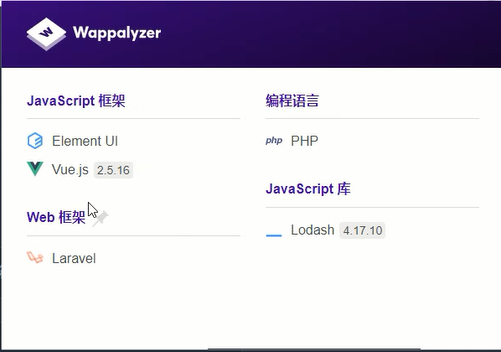 Wappalyzer
JavaScript 框架
Element UI
Vue.js 2.5.16
Web 框架
Laravel
编程语言
php PHP
JavaScript 库
Lodash 4.17.10